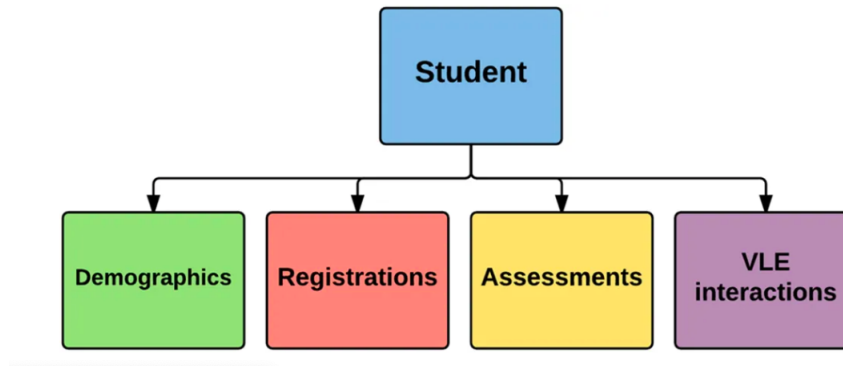 Student
Demographics
Registrations
Assessments
VLE
interactions